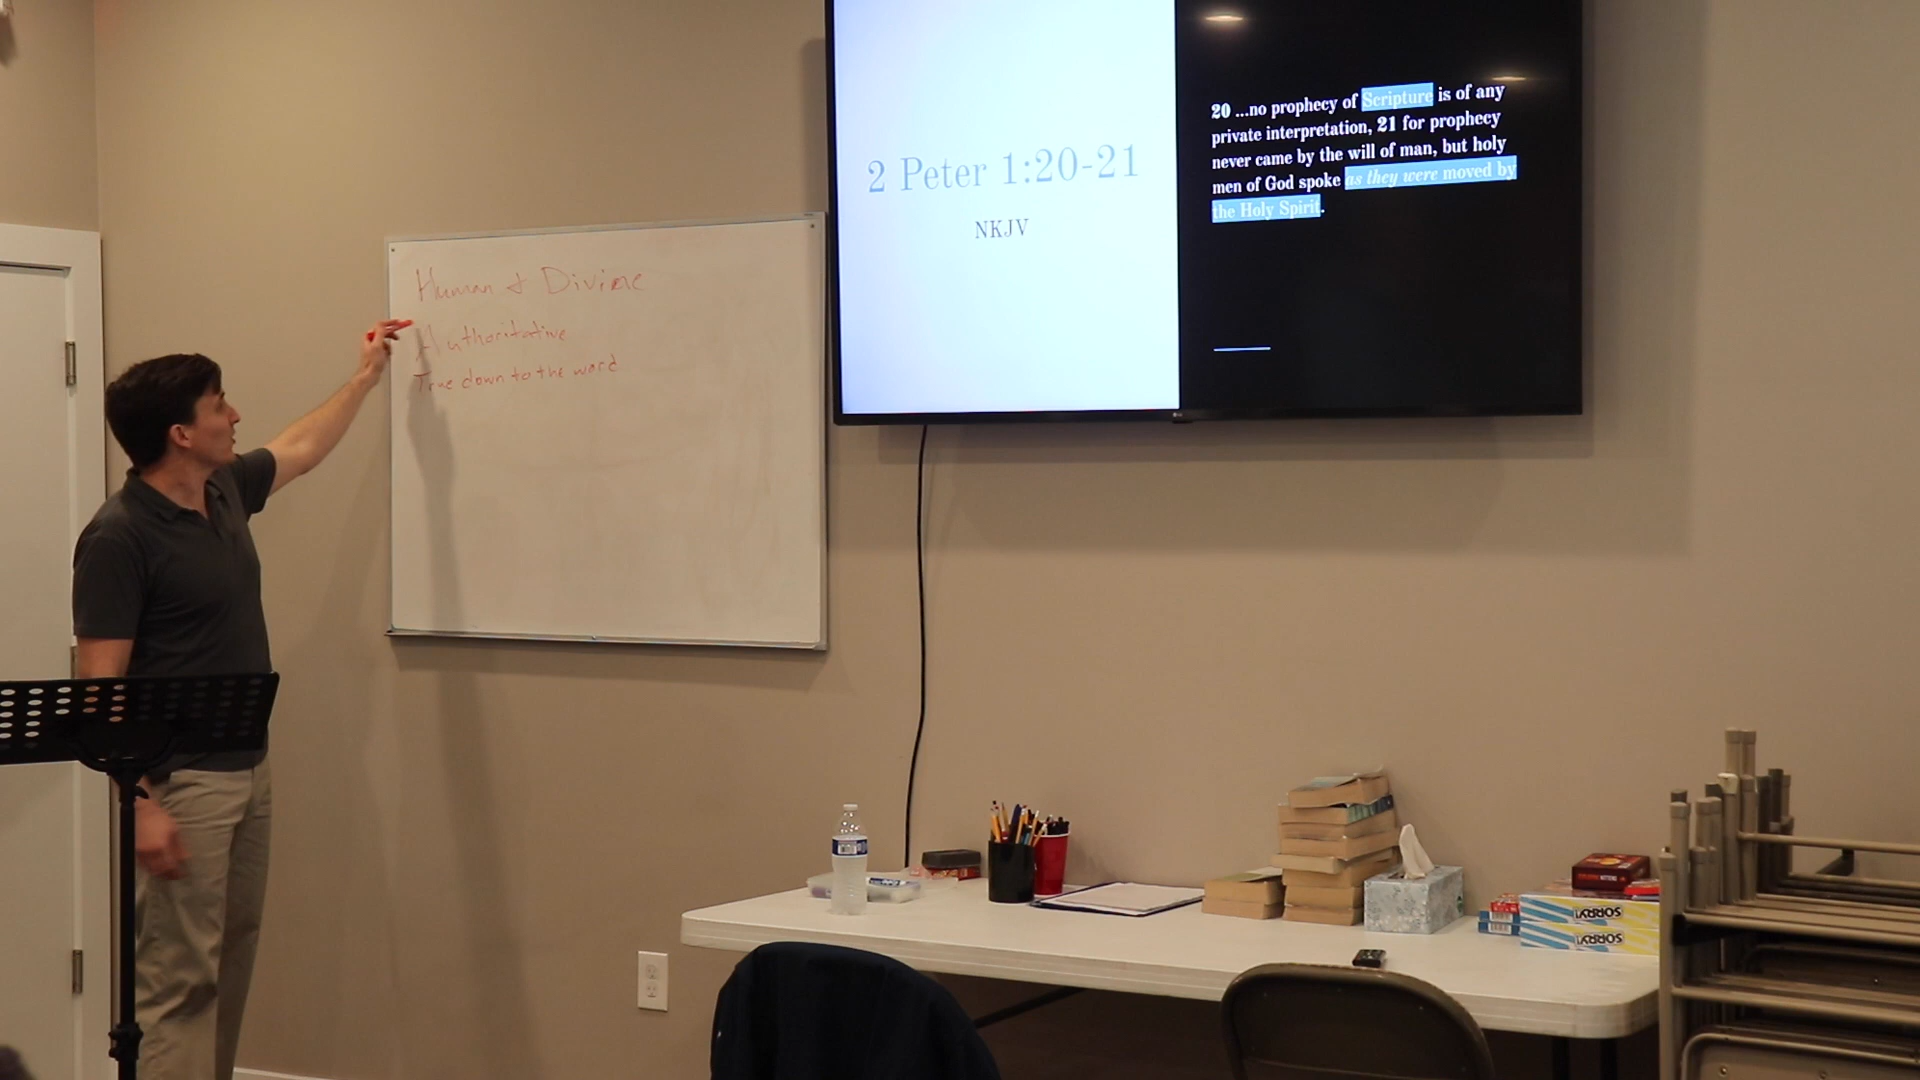 Human & Divine
Authoritative
True down to the word
2 Peter 1:20-21
NKJV
20 ...no prophecy of Scripture is of any
private interpretation, 21 for prophecy
never came by the will of man, but holy
men of God spoke as they were moved by
the Holy Spirit.
SORRY!
SORRY!